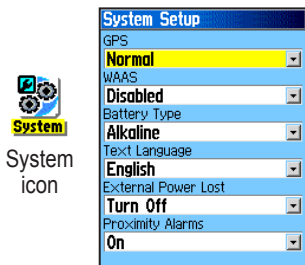 System
System
icon
System Setup
GPS
Normal
WAAS
Disabled
Battery Type
Alkaline
Text Language
English
External Power Lost
Turn Off
Proximity Alarms
On